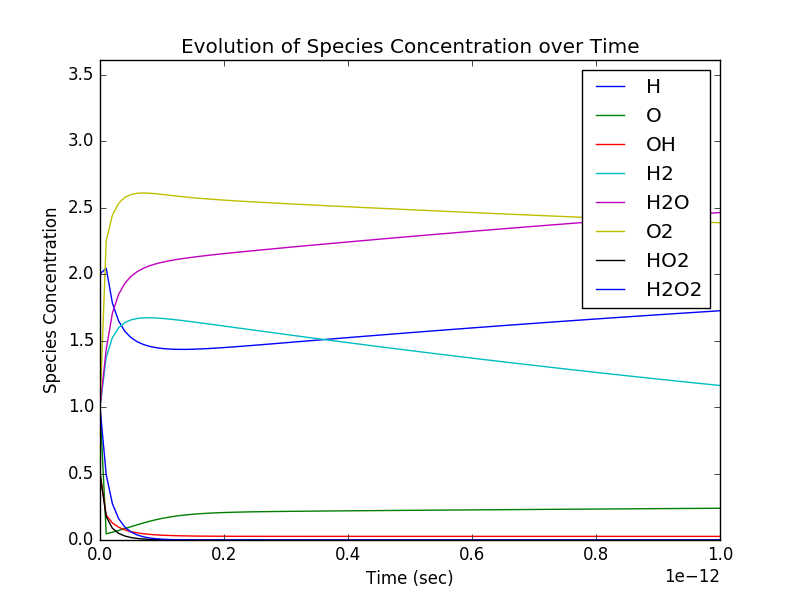 Evolution of Species Concentration over Time
Species Concentration
3.5
3.0
2.5
2.0
1.5
1.0
0.5
0.0
H
O
OH
H2
H2O
O2
HO2
H2O2
0.0 0.2 0.4 0.6 0.8 1.0
Time (sec)
1e−12